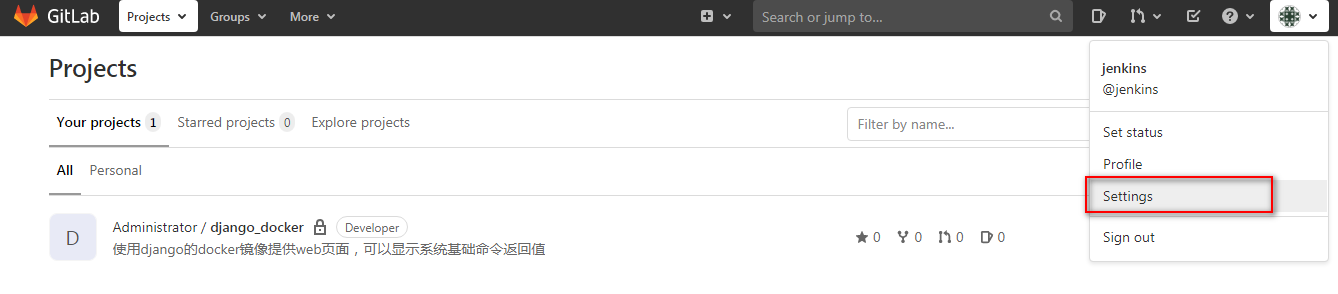 GitLab Projects Groups More Search or jump to...
Projects
jenkins
@jenkins
Your projects 1 Starred projects 0 Explore projects Filter by name...
Set status
All Personal
Profile
Settings
D
Administrator / django_docker Developer
使用django的docker镜像提供web页面，可以显示系统基础命令返回值
0 0 0 0
Sign out